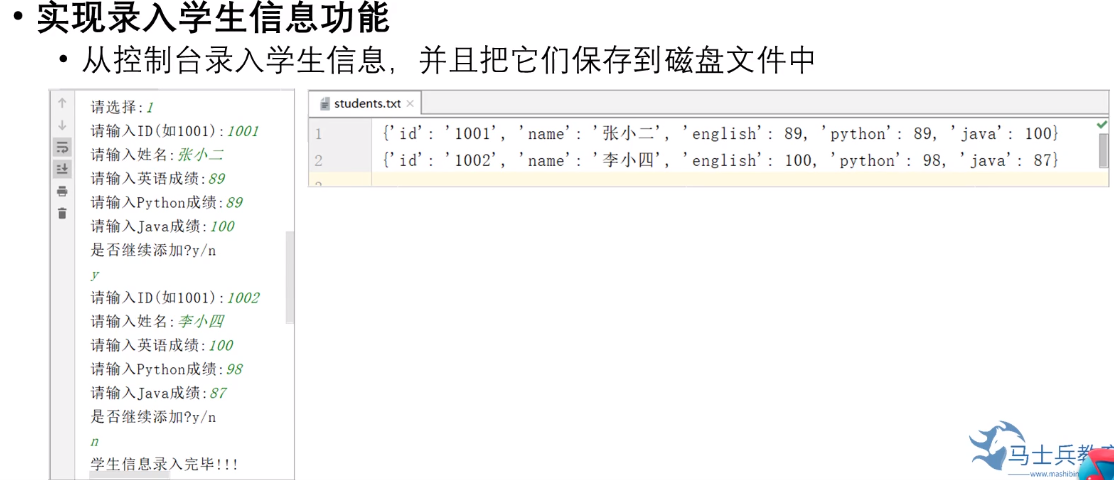 • 实现录入学生信息功能
• 从控制台录入学生信息，并且把它们保存到磁盘文件中
请选择:1
请输入ID(如1001):1001
请输入姓名:张小二
请输入英语成绩:89
请输入Python成绩:89
请输入Java成绩:100
是否继续添加?y/n
y
请输入ID(如1001):1002
请输入姓名:李小四
请输入英语成绩:100
请输入Python成绩:98
请输入Java成绩:87
是否继续添加?y/n
n
学生信息录入完毕!!!
students.txt
1 {'id': '1001', 'name': '张小二', 'english': 89, 'python': 89, 'java': 100}
2 {'id': '1002', 'name': '李小四', 'english': 100, 'python': 98, 'java': 87}
马士兵教育